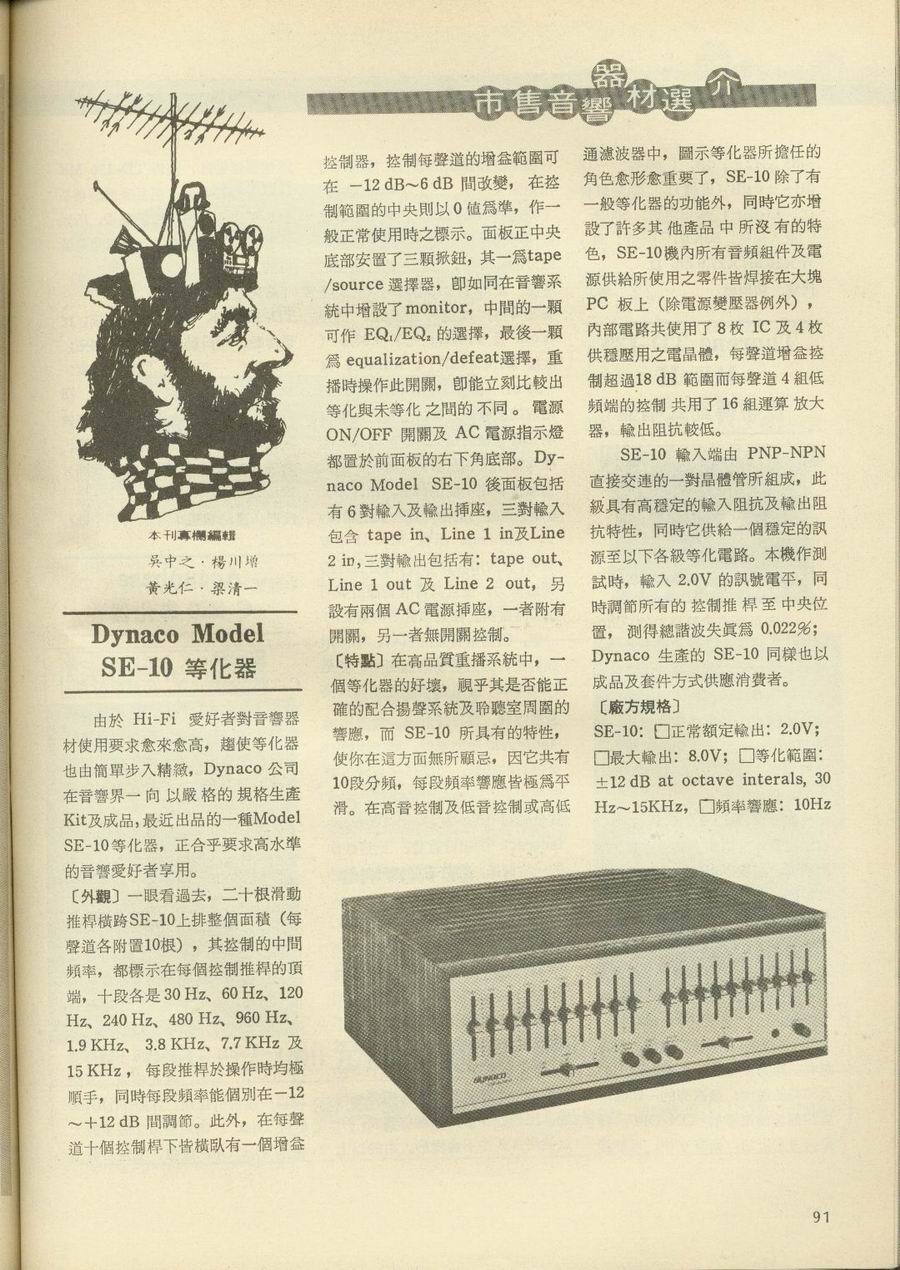 市售音響器材選介
本刊專欄編輯
吳中之・楊川增
黃光仁・梁清一
Dynaco Model
SE-10 等化器
由於 Hi-Fi 愛好者對音響器
材使用要求愈來愈高，趨使等化器
也由簡單步入精緻，Dynaco 公司
在音響界一向以嚴格的規格生產
Kit及成品，最近出品的一種Model
SE-10等化器，正合乎要求高水準
的音響愛好者享用。
〔外觀〕一眼看過去，二十根滑動
推桿橫跨SE-10上排整個面積（每
聲道各附置10根），其控制的中間
頻率，都標示在每個控制推桿的頂
端，十段各是30 Hz、60 Hz、120
Hz、240 Hz、480 Hz、960 Hz、
1.9 KHz、 3.8 KHz、7.7 KHz 及
15 KHz ，每段推桿於操作時均極
順手，同時每段頻率能個別在－12
～＋12 dB 間調節。此外，在每聲
道十個控制桿下皆橫臥有一個增益
控制器，控制每聲道的增益範圍可
在 －12 dB～6 dB 間改變，在控
制範圍的中央則以 0 値爲準，作一
般正常使用時之標示。面板正中央
底部安置了三顆掀鈕，其一爲tape
/source 選擇器，卽如同在音響系
統中增設了monitor，中間的一顆
可作 EQ₁/EQ₂ 的選擇，最後一顆
爲 equalization/defeat選擇，重
播時操作此開關，卽能立刻比較出
等化與未等化之間的不同。電源
ON/OFF 開關及 AC 電源指示燈
都置於前面板的右下角底部。Dy-
naco Model SE-10 後面板包括
有 6 對輸入及輸出揷座，三對輸入
包含 tape in、Line 1 in及Line
2 in,三對輸出包括有：tape out、
Line 1 out 及 Line 2 out，另
設有兩個 AC 電源揷座，一者附有
開關，另一者無開關控制。
〔特點〕在高品質重播系統中，一
個等化器的好壞，視乎其是否能正
確的配合揚聲系統及聆聽室周圍的
響應，而 SE-10 所具有的特性，
使你在這方面無所顧忌，因它共有
10段分頻，每段頻率響應皆極爲平
滑。在高音控制及低音控制或高低
通濾波器中，圖示等化器所擔任的
角色愈形愈重要了，SE-10 除了有
一般等化器的功能外，同時它亦增
設了許多其他產品中所沒有的特
色，SE-10機內所有音頻組件及電
源供給所使用之零件皆焊接在大塊
PC 板上（除電源變壓器例外），
內部電路共使用了 8 枚 IC 及 4 枚
供穩壓用之電晶體，每聲道增益控
制超過18 dB 範圍而每聲道 4 組低
頻端的控制共用了 16 組運算放大
器，輸出阻抗較低。
SE-10 輸入端由 PNP-NPN
直接交連的一對晶體管所組成，此
級具有高穩定的輸入阻抗及輸出阻
抗特性，同時它供給一個穩定的訊
源至以下各級等化電路。本機作測
試時，輸入 2.0V 的訊號電平，同
時調節所有的控制推桿至中央位
置，測得總諧波失眞爲 0.022%；
Dynaco 生產的 SE-10 同樣也以
成品及套件方式供應消費者。
〔廠方規格〕
SE-10：□正常額定輸出：2.0V；
□最大輸出：8.0V；□等化範圍：
±12 dB at octave interals, 30
Hz～15KHz，□頻率響應：10Hz
DYNACO
91